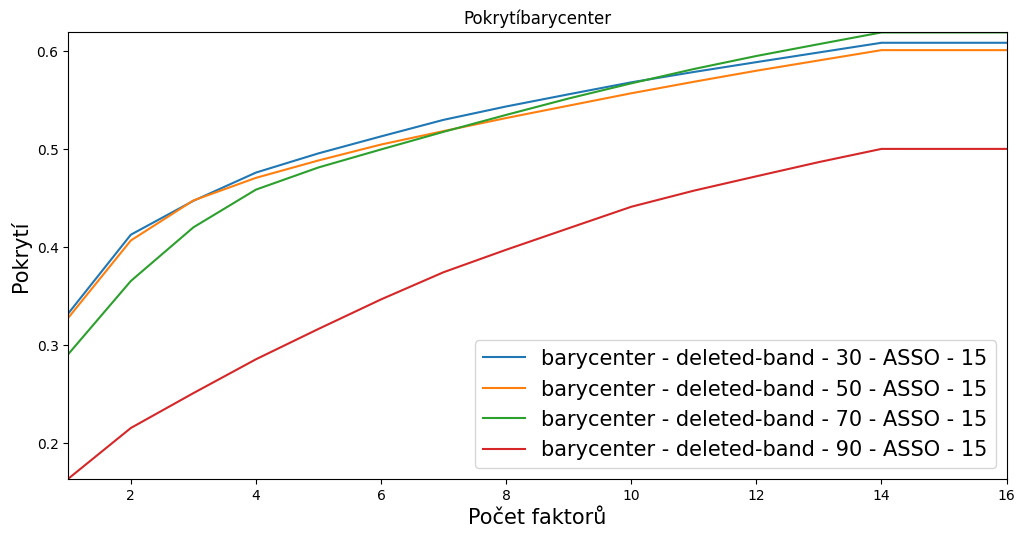 Pokrytíbarycenter
0.6
0.5
0.4
0.3
0.2
Pokrytí
barycenter - deleted-band - 30 - ASSO - 15
barycenter - deleted-band - 50 - ASSO - 15
barycenter - deleted-band - 70 - ASSO - 15
barycenter - deleted-band - 90 - ASSO - 15
2 4 6 8 10 12 14 16
Počet faktorů